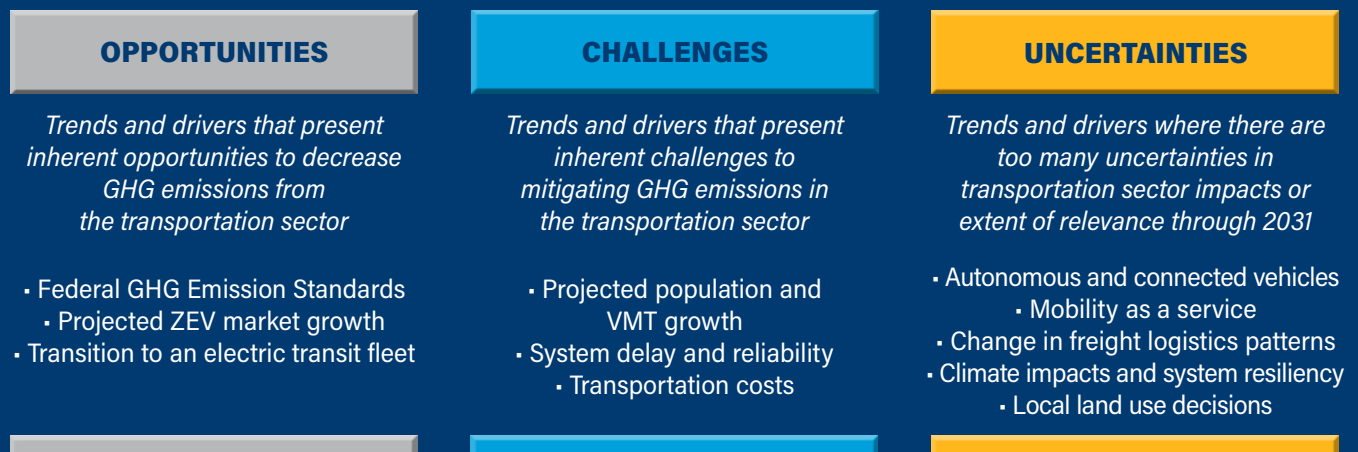 OPPORTUNITIES
Trends and drivers that present
inherent opportunities to decrease
GHG emissions from
the transportation sector
▪ Federal GHG Emission Standards
▪ Projected ZEV market growth
▪ Transition to an electric transit fleet
CHALLENGES
Trends and drivers that present
inherent challenges to
mitigating GHG emissions in
the transportation sector
▪ Projected population and
VMT growth
▪ System delay and reliability
▪ Transportation costs
UNCERTAINTIES
Trends and drivers where there are
too many uncertainties in
transportation sector impacts or
extent of relevance through 2031
▪ Autonomous and connected vehicles
▪ Mobility as a service
▪ Change in freight logistics patterns
▪ Climate impacts and system resiliency
▪ Local land use decisions